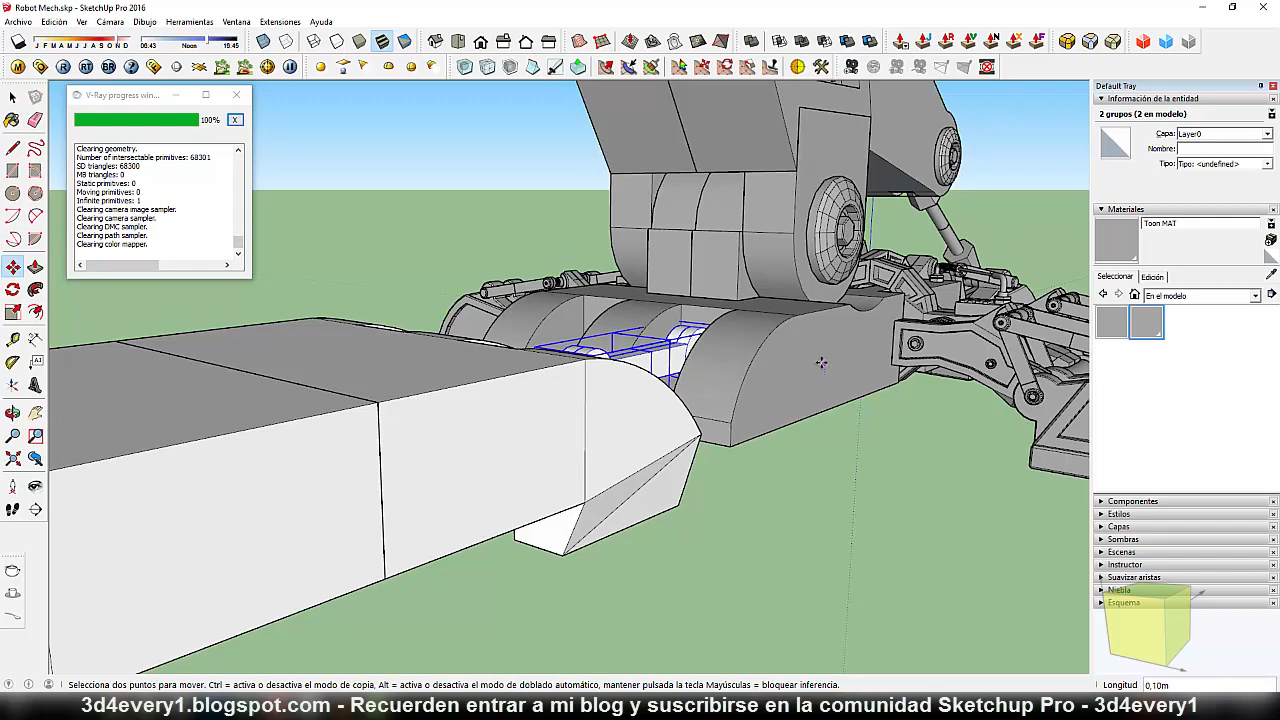 Robot Mech.skp - SketchUp Pro 2016
Archivo Edición Ver Cámara Dibujo Herramientas Ventana Extensiones Ayuda
J F M A M J J A S O N D 06:43 Noon 18:45
V-Ray progress win...
100%
X
Clearing geometry.
Number of intersectable primitives: 68301
SD triangles: 68300
MB triangles: 0
Static primitives: 0
Moving primitives: 0
Infinite primitives: 1
Clearing camera image sampler.
Clearing camera sampler.
Clearing DMC sampler.
Clearing path sampler.
Clearing color mapper.
Default Tray
Información de la entidad
2 grupos (2 en modelo)
Capa: Layer0
Nombre:
Tipo: Tipo: <undefined>
Materiales
Toon MAT
Seleccionar Edición
En el modelo
Componentes
Estilos
Capas
Sombras
Escenas
Instructor
Suavizar aristas
Niebla
Esquema
Selecciona dos puntos para mover. Ctrl = activa o desactiva el modo de copia, Alt = activa o desactiva el modo de doblado automático, mantener pulsada la tecla Mayúsculas = bloquear inferencia.
Longitud 0,10m
3d4every1.blogspot.com - Recuerden entrar a mi blog y suscribirse en la comunidad Sketchup Pro - 3d4every1